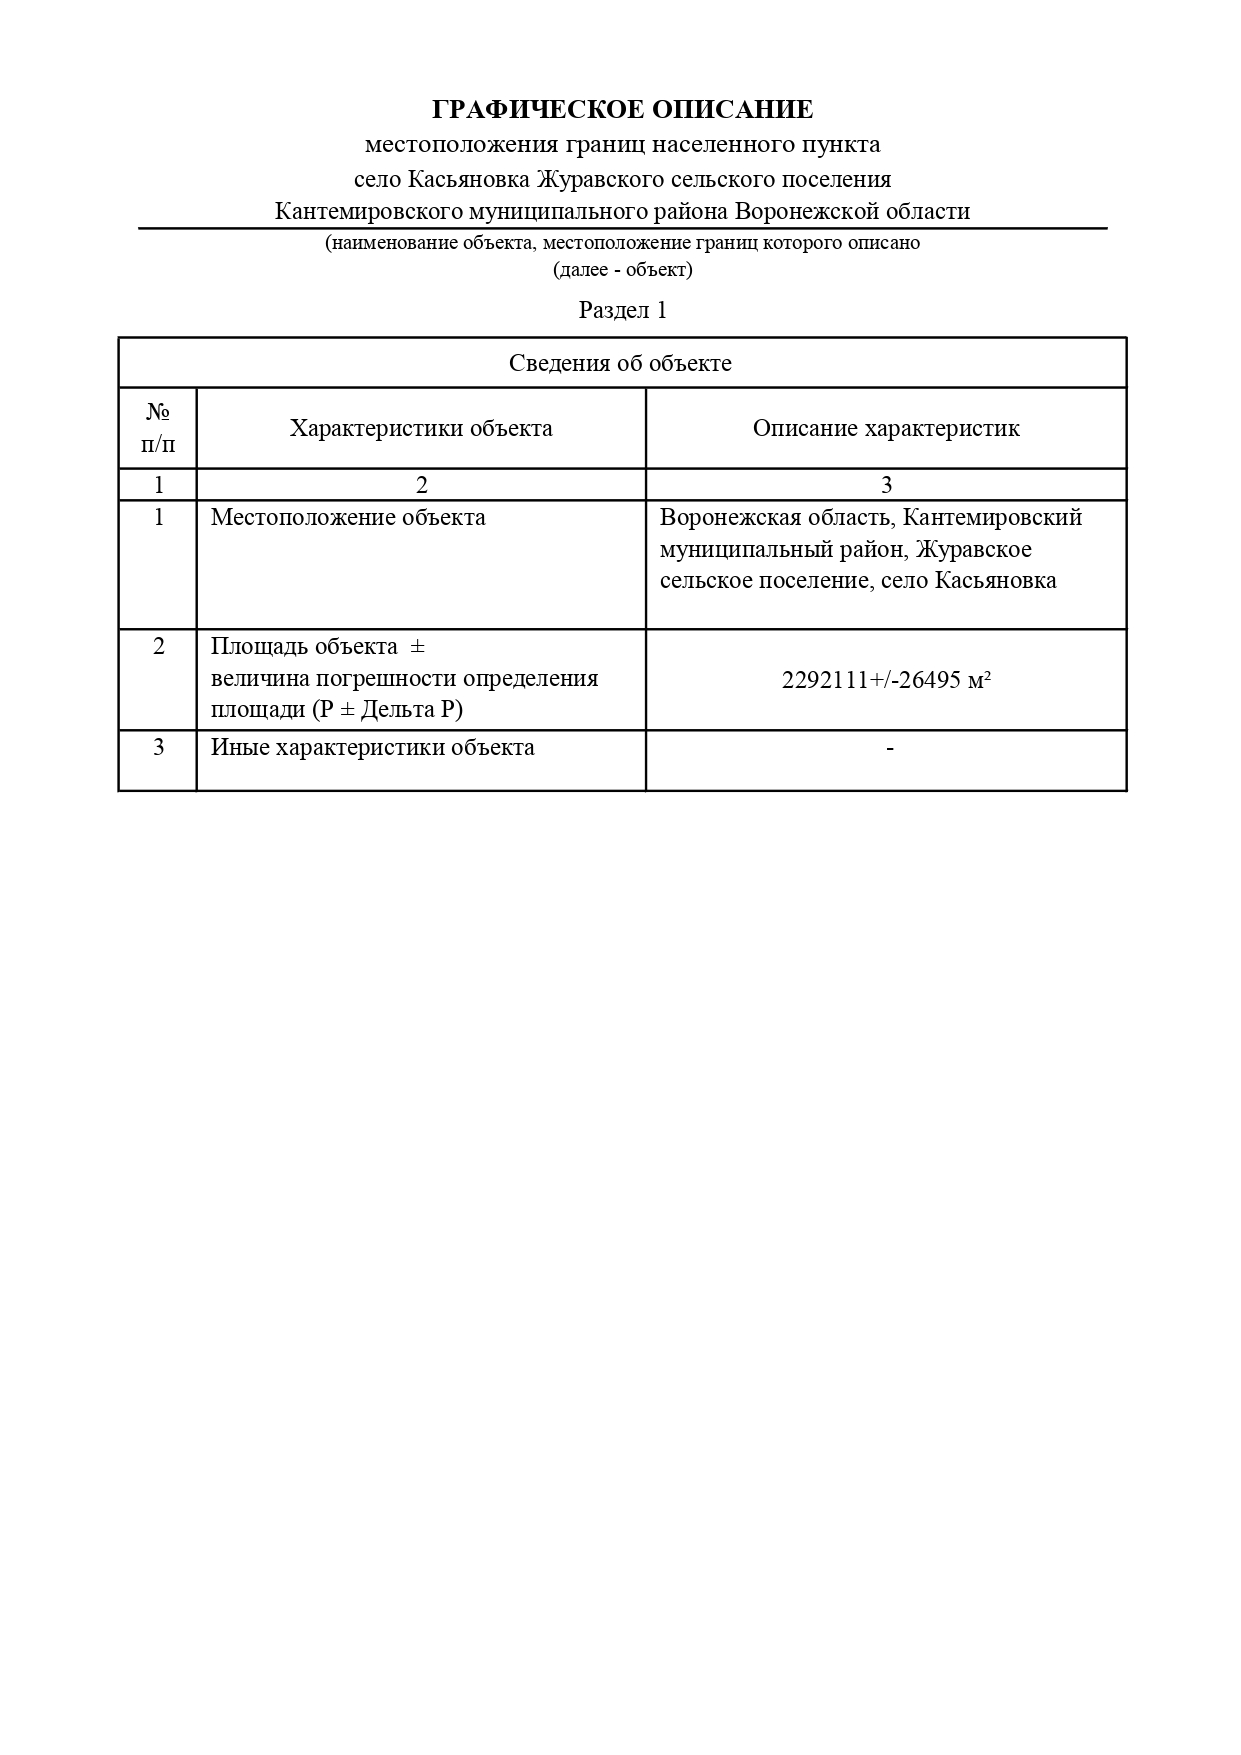 ГРАФИЧЕСКОЕ ОПИСАНИЕ
местоположения границ населенного пункта
село Касьяновка Журавского сельского поселения
Кантемировского муниципального района Воронежской области
(наименование объекта, местоположение границ которого описано
(далее - объект)
Раздел 1
Сведения об объекте
№
п/п
Характеристики объекта
Описание характеристик
1
2
3
1
Местоположение объекта
Воронежская область, Кантемировский
муниципальный район, Журавское
сельское поселение, село Касьяновка
2
Площадь объекта ±
величина погрешности определения
площади (Р ± Дельта Р)
2292111+/-26495 м²
3
Иные характеристики объекта
-